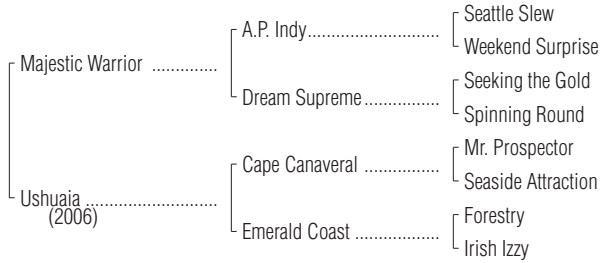 Seattle Slew
A.P. Indy
Weekend Surprise
Majestic Warrior
Seeking the Gold
Dream Supreme
Spinning Round
Mr. Prospector
Cape Canaveral
Seaside Attraction
Ushuaia
(2006)
Forestry
Emerald Coast
Irish Izzy